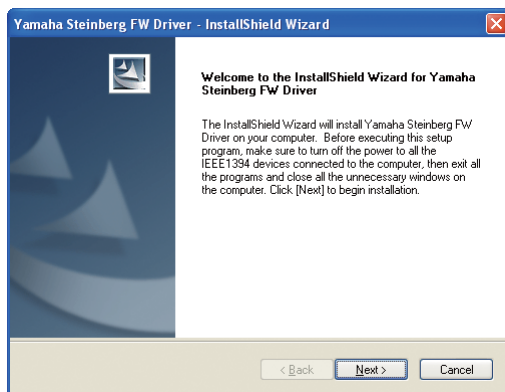 Yamaha Steinberg FW Driver - InstallShield Wizard
Welcome to the InstallShield Wizard for Yamaha
Steinberg FW Driver
The InstallShield Wizard will install Yamaha Steinberg FW
Driver on your computer. Before executing this setup
program, make sure to turn off the power to all the
IEEE1394 devices connected to the computer, then exit all
the programs and close all the unnecessary windows on
the computer. Click [Next] to begin installation.
< Back
Next >
Cancel